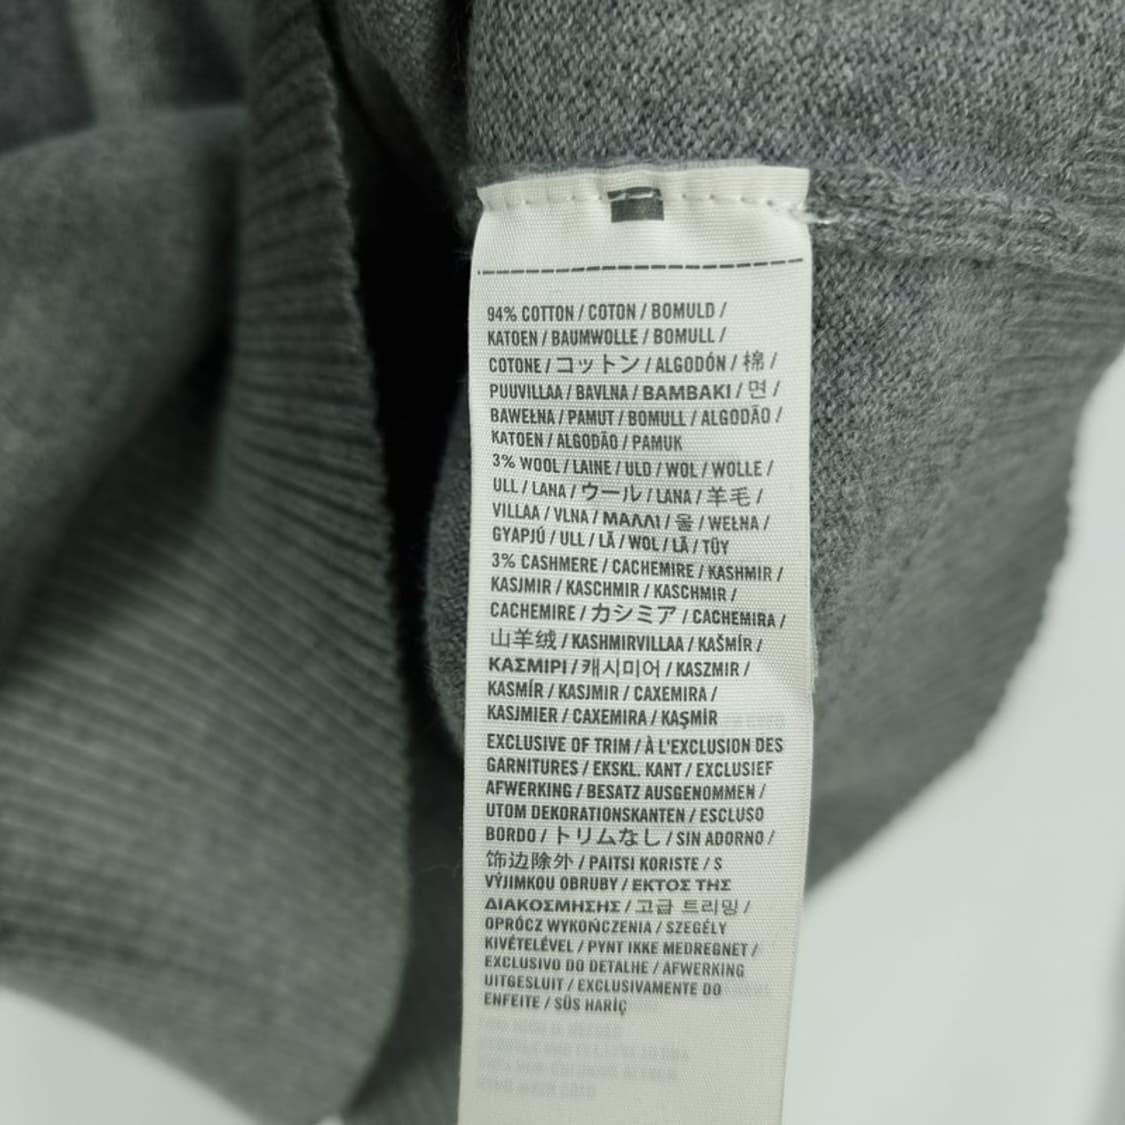 94% COTTON / COTON / BOMULD /
KATOEN / BAUMWOLLE / BOMULL /
COTONE / コットン / ALGODÓN / 棉 /
PUUVILLAA / BAVLNA / BAMBAKI / 면 /
BAWEŁNA / PAMUT / BOMULL / ALGODÃO /
KATOEN / ALGODÃO / PAMUK
3% WOOL / LAINE / ULD / WOL / WOLLE /
ULL / LANA / ウール / LANA / 羊毛 /
VILLAA / VLNA / ΜΑΛΛΙ / 울 / WEŁNA /
GYAPJÚ / ULL / LÃ / WOL / LÃ / TÜY
3% CASHMERE / CACHEMIRE / KASHMIR /
KASJMIR / KASCHMIR / KASCHMIR /
CACHEMIRE / カシミア / CACHEMIRA /
山羊绒 / KASHMIRVILLAA / KAŠMÍR /
ΚΑΣΜΙΡΙ / 캐시미어 / KASZMIR /
KASMÍR / KASJMIR / CAXEMIRA /
KASJMIER / CAXEMIRA / KAŞMİR
EXCLUSIVE OF TRIM / À L'EXCLUSION DES
GARNITURES / EKSKL. KANT / EXCLUSIEF
AFWERKING / BESATZ AUSGENOMMEN /
UTOM DEKORATIONSKANTEN / ESCLUSO
BORDO / トリムなし / SIN ADORNO /
饰边除外 / PAITSI KORISTE / S
VÝJIMKOU OBRUBY / ΕΚΤΟΣ ΤΗΣ
ΔΙΑΚΟΣΜΗΣΗΣ / 고급 트리밍 /
OPRÓCZ WYKOŃCZENIA / SZEGÉLY
KIVÉTELÉVEL / PYNT IKKE MEDREGNET /
EXCLUSIVO DO DETALHE / AFWERKING
UITGESLUIT / EXCLUSIVAMENTE DO
ENFEITE / SÜS HARİÇ